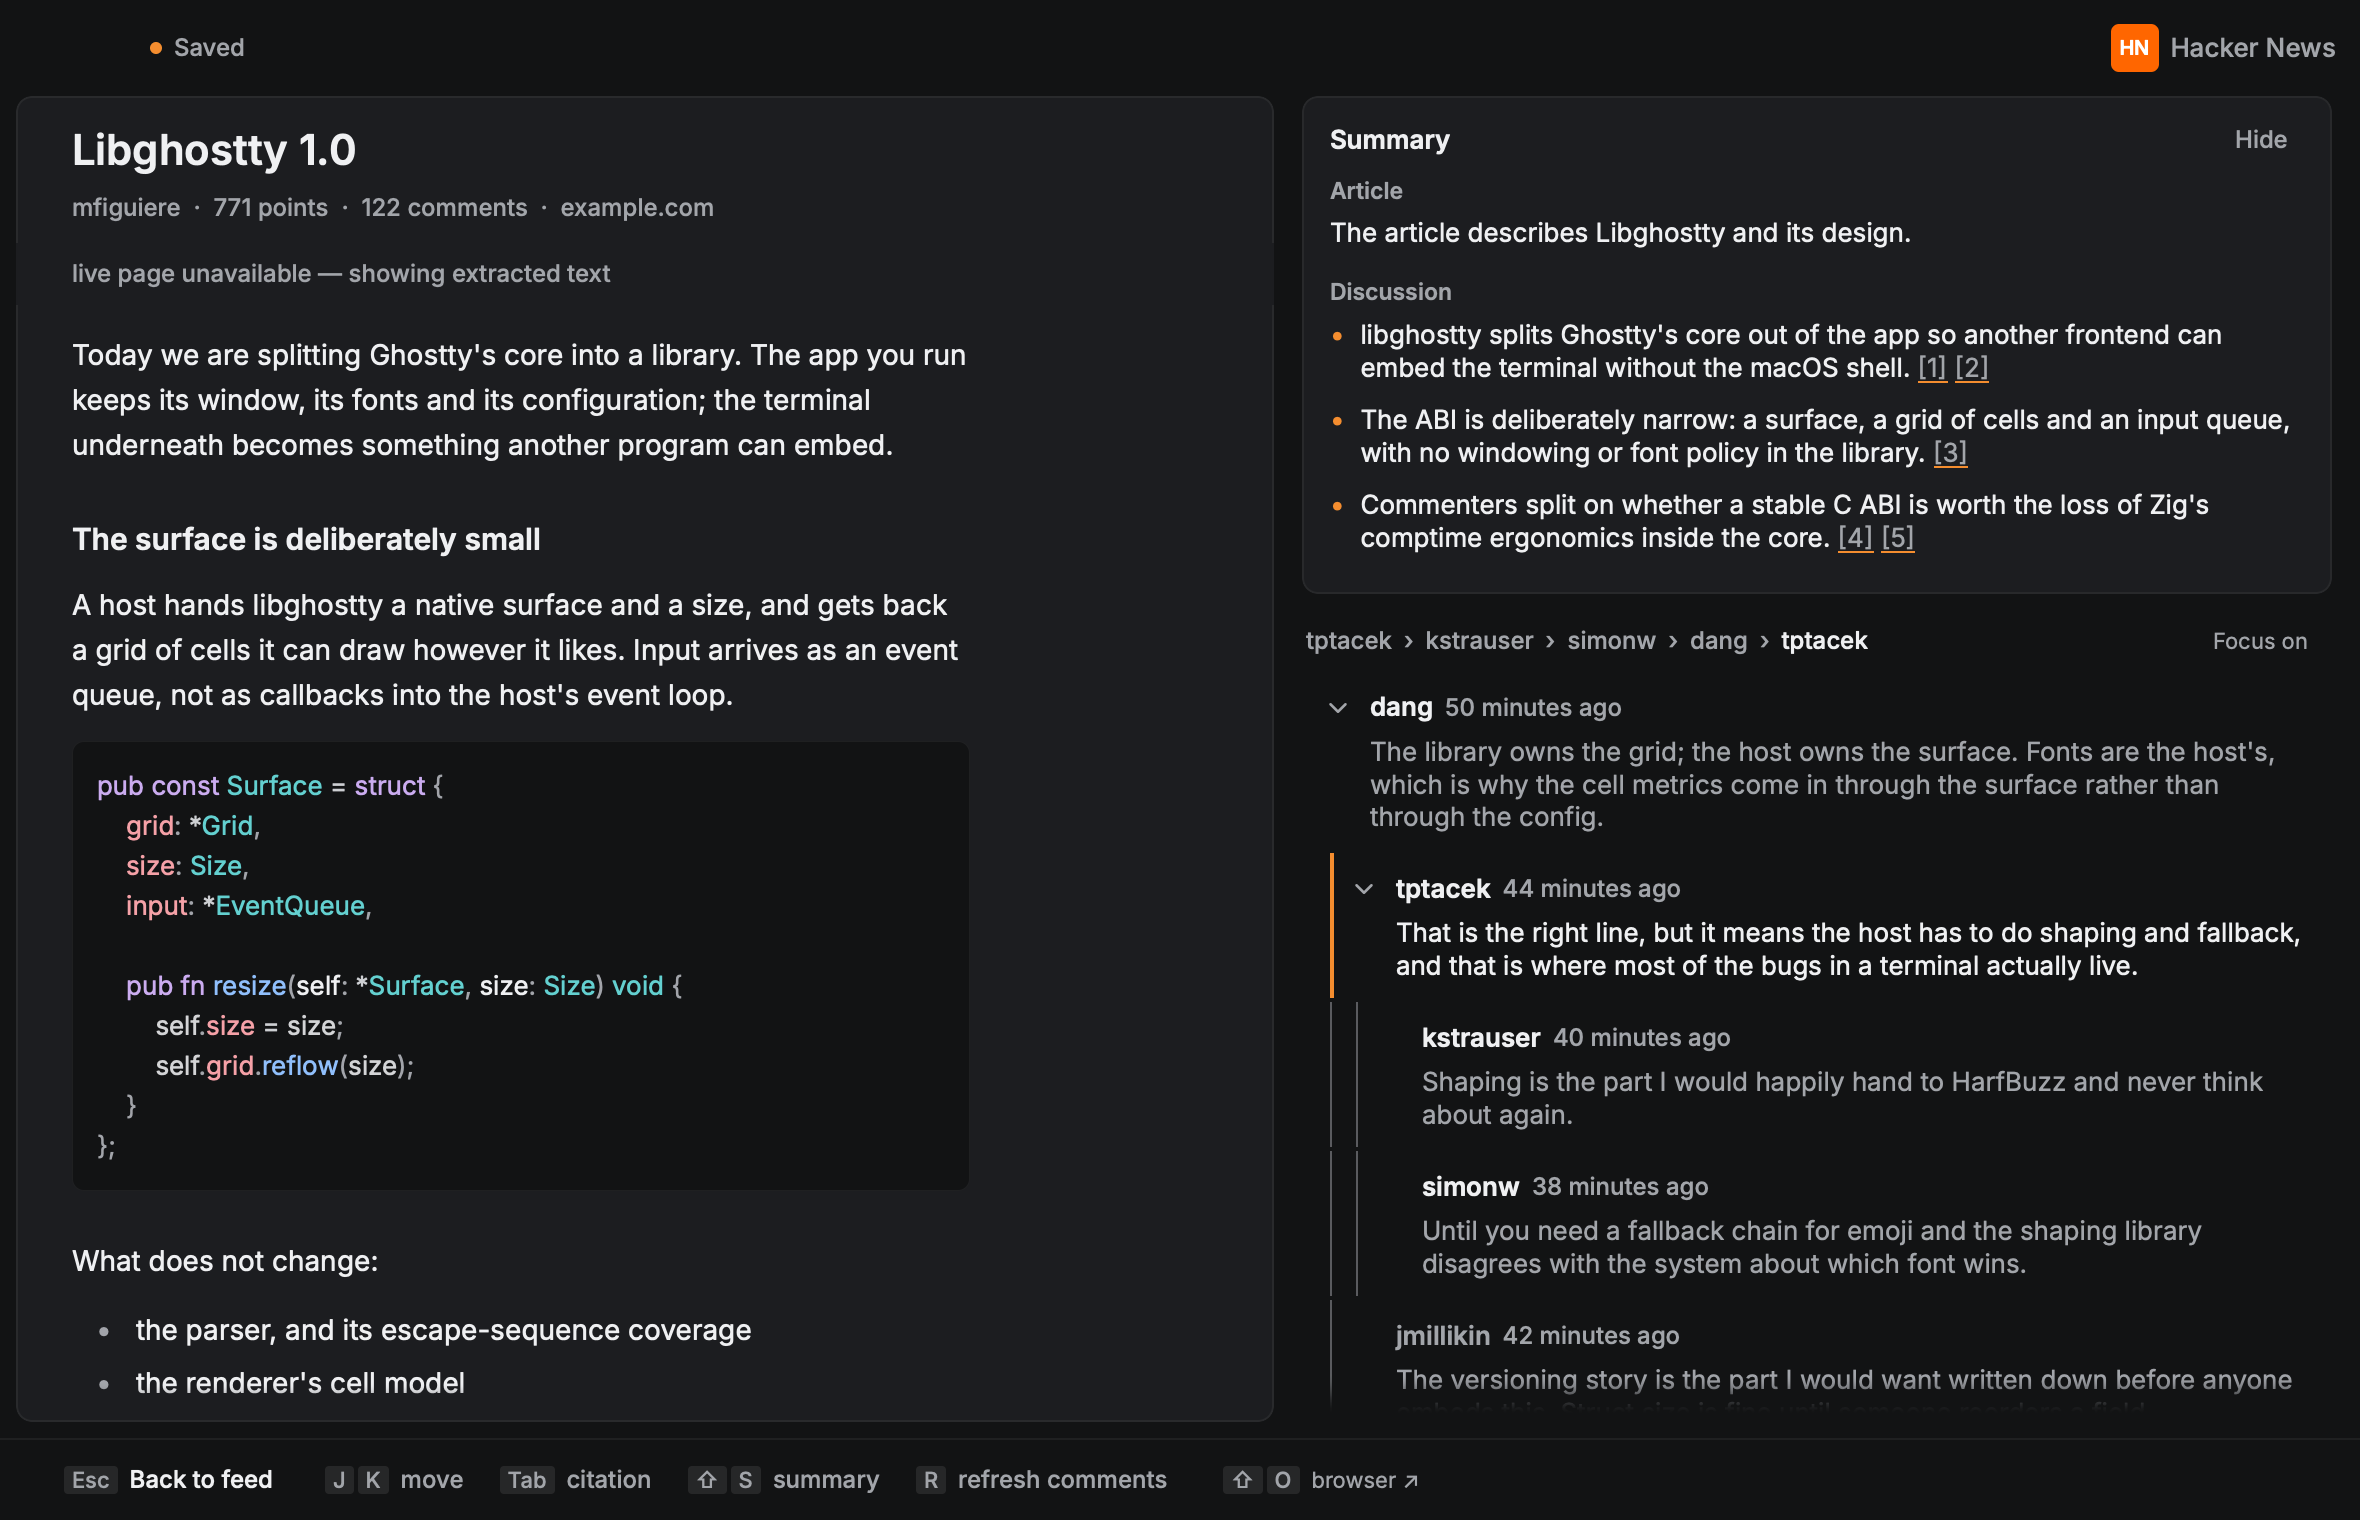 Saved
HN Hacker News
Libghostty 1.0
mfiguiere · 771 points · 122 comments · example.com
live page unavailable — showing extracted text
Today we are splitting Ghostty's core into a library. The app you run
keeps its window, its fonts and its configuration; the terminal
underneath becomes something another program can embed.
The surface is deliberately small
A host hands libghostty a native surface and a size, and gets back
a grid of cells it can draw however it likes. Input arrives as an event
queue, not as callbacks into the host's event loop.
pub const Surface = struct {
grid: *Grid,
size: Size,
input: *EventQueue,
pub fn resize(self: *Surface, size: Size) void {
self.size = size;
self.grid.reflow(size);
}
};
What does not change:
• the parser, and its escape-sequence coverage
• the renderer's cell model
Summary
Hide
Article
The article describes Libghostty and its design.
Discussion
• libghostty splits Ghostty's core out of the app so another frontend can
embed the terminal without the macOS shell. [1] [2]
• The ABI is deliberately narrow: a surface, a grid of cells and an input queue,
with no windowing or font policy in the library. [3]
• Commenters split on whether a stable C ABI is worth the loss of Zig's
comptime ergonomics inside the core. [4] [5]
tptacek › kstrauser › simonw › dang › tptacek
Focus on
dang 50 minutes ago
The library owns the grid; the host owns the surface. Fonts are the host's,
which is why the cell metrics come in through the surface rather than
through the config.
tptacek 44 minutes ago
That is the right line, but it means the host has to do shaping and fallback,
and that is where most of the bugs in a terminal actually live.
kstrauser 40 minutes ago
Shaping is the part I would happily hand to HarfBuzz and never think
about again.
simonw 38 minutes ago
Until you need a fallback chain for emoji and the shaping library
disagrees with the system about which font wins.
jmillikin 42 minutes ago
The versioning story is the part I would want written down before anyone
Esc Back to feed J K move Tab citation ⇧ S summary R refresh comments ⇧ O browser ↗